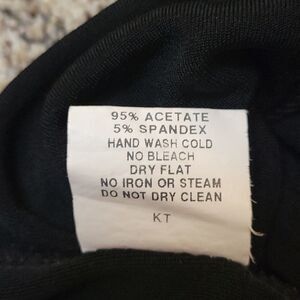 95% ACETATE
5% SPANDEX
HAND WASH COLD
NO BLEACH
DRY FLAT
NO IRON OR STEAM
DO NOT DRY CLEAN
KT